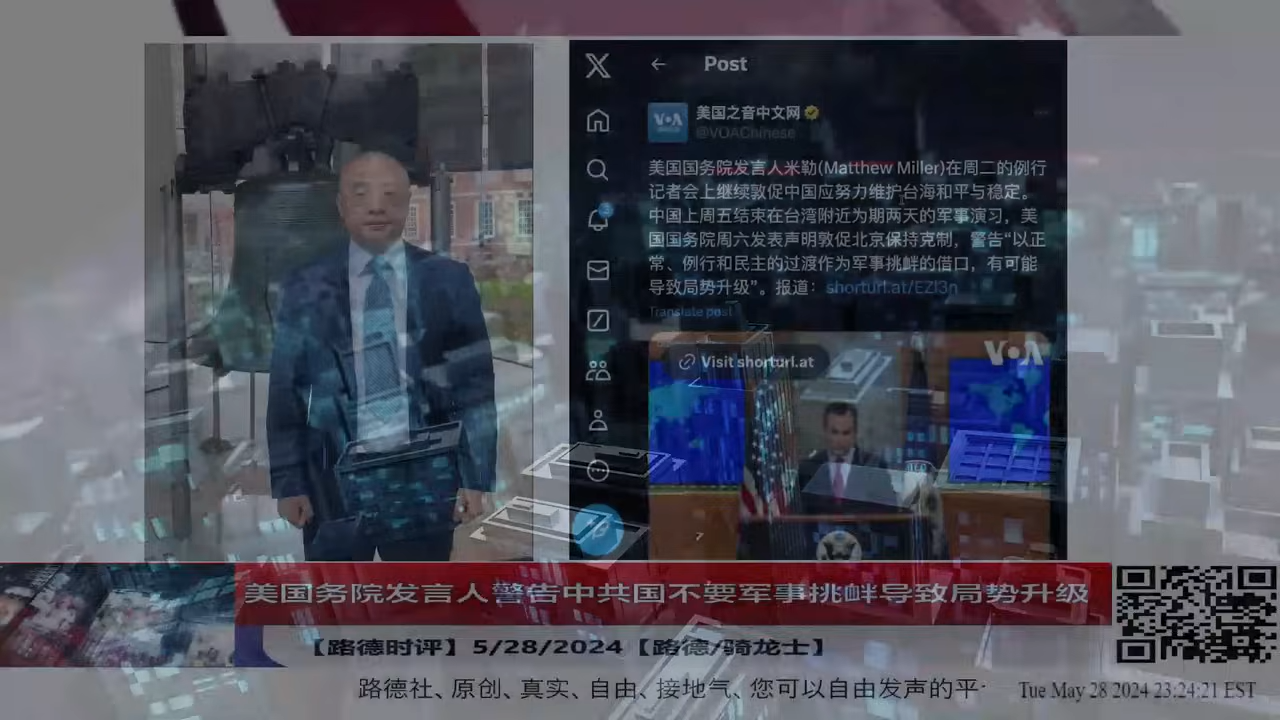 Post
VOA
美国之音中文网
@VOAChinese
美国国务院发言人米勒(Matthew Miller)在周二的例行
记者会上继续敦促中国应努力维护台海和平与稳定。
中国上周五结束在台湾附近为期两天的军事演习，美
国国务院周六发表声明敦促北京保持克制，警告“以正
常、例行和民主的过渡作为军事挑衅的借口，有可能
导致局势升级”。报道：shorturl.at/EZl3n
Translate post
Visit shorturl.at
VOA
美国务院发言人警告中共国不要军事挑衅导致局势升级
【路德时评】5/28/2024【路德/骑龙士】
路德社、原创、真实、自由、接地气、您可以自由发声的平
Tue May 28 2024 23:24:21 EST